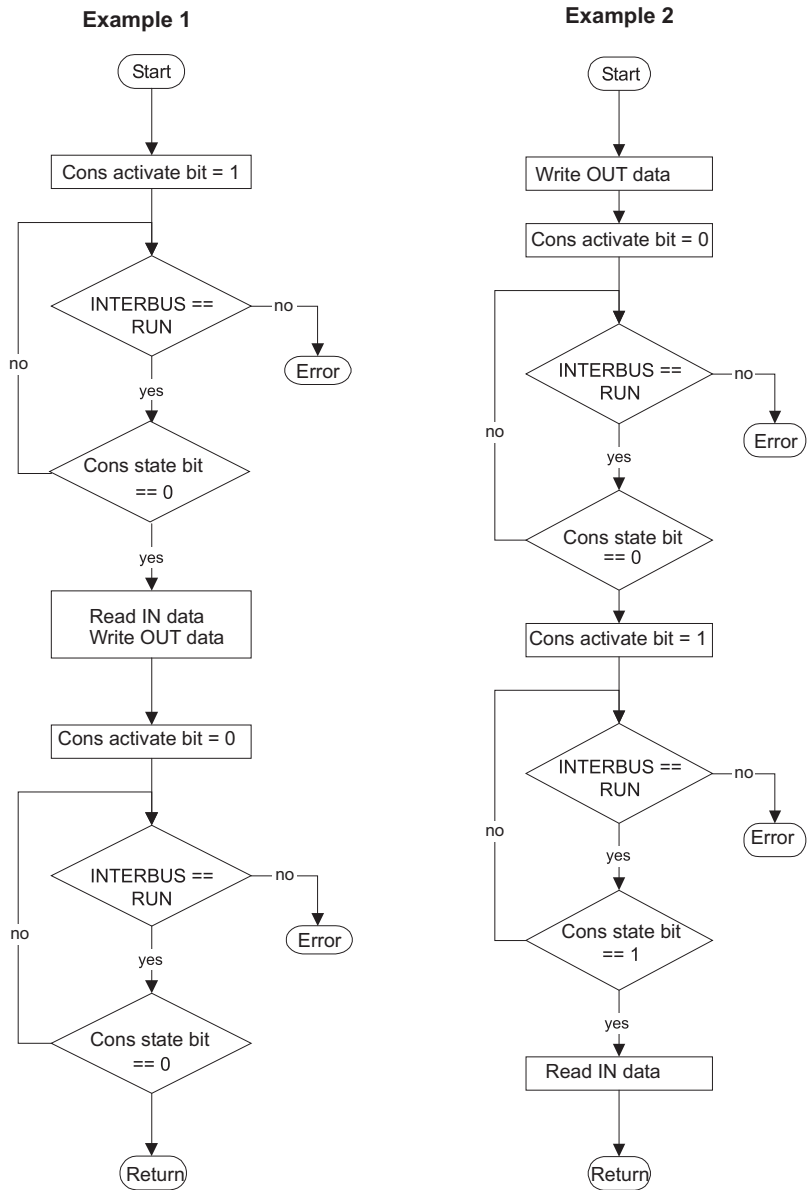 Example 1
Start
Cons activate bit = 1
INTERBUS ==
RUN
no
Error
no
yes
Cons state bit
== 0
yes
Read IN data
Write OUT data
Cons activate bit = 0
INTERBUS ==
RUN
no
Error
no
yes
Cons state bit
== 0
Return
Example 2
Start
Write OUT data
Cons activate bit = 0
INTERBUS ==
RUN
no
Error
no
yes
Cons state bit
== 0
Cons activate bit = 1
INTERBUS ==
RUN
no
Error
no
yes
Cons state bit
== 1
yes
Read IN data
Return